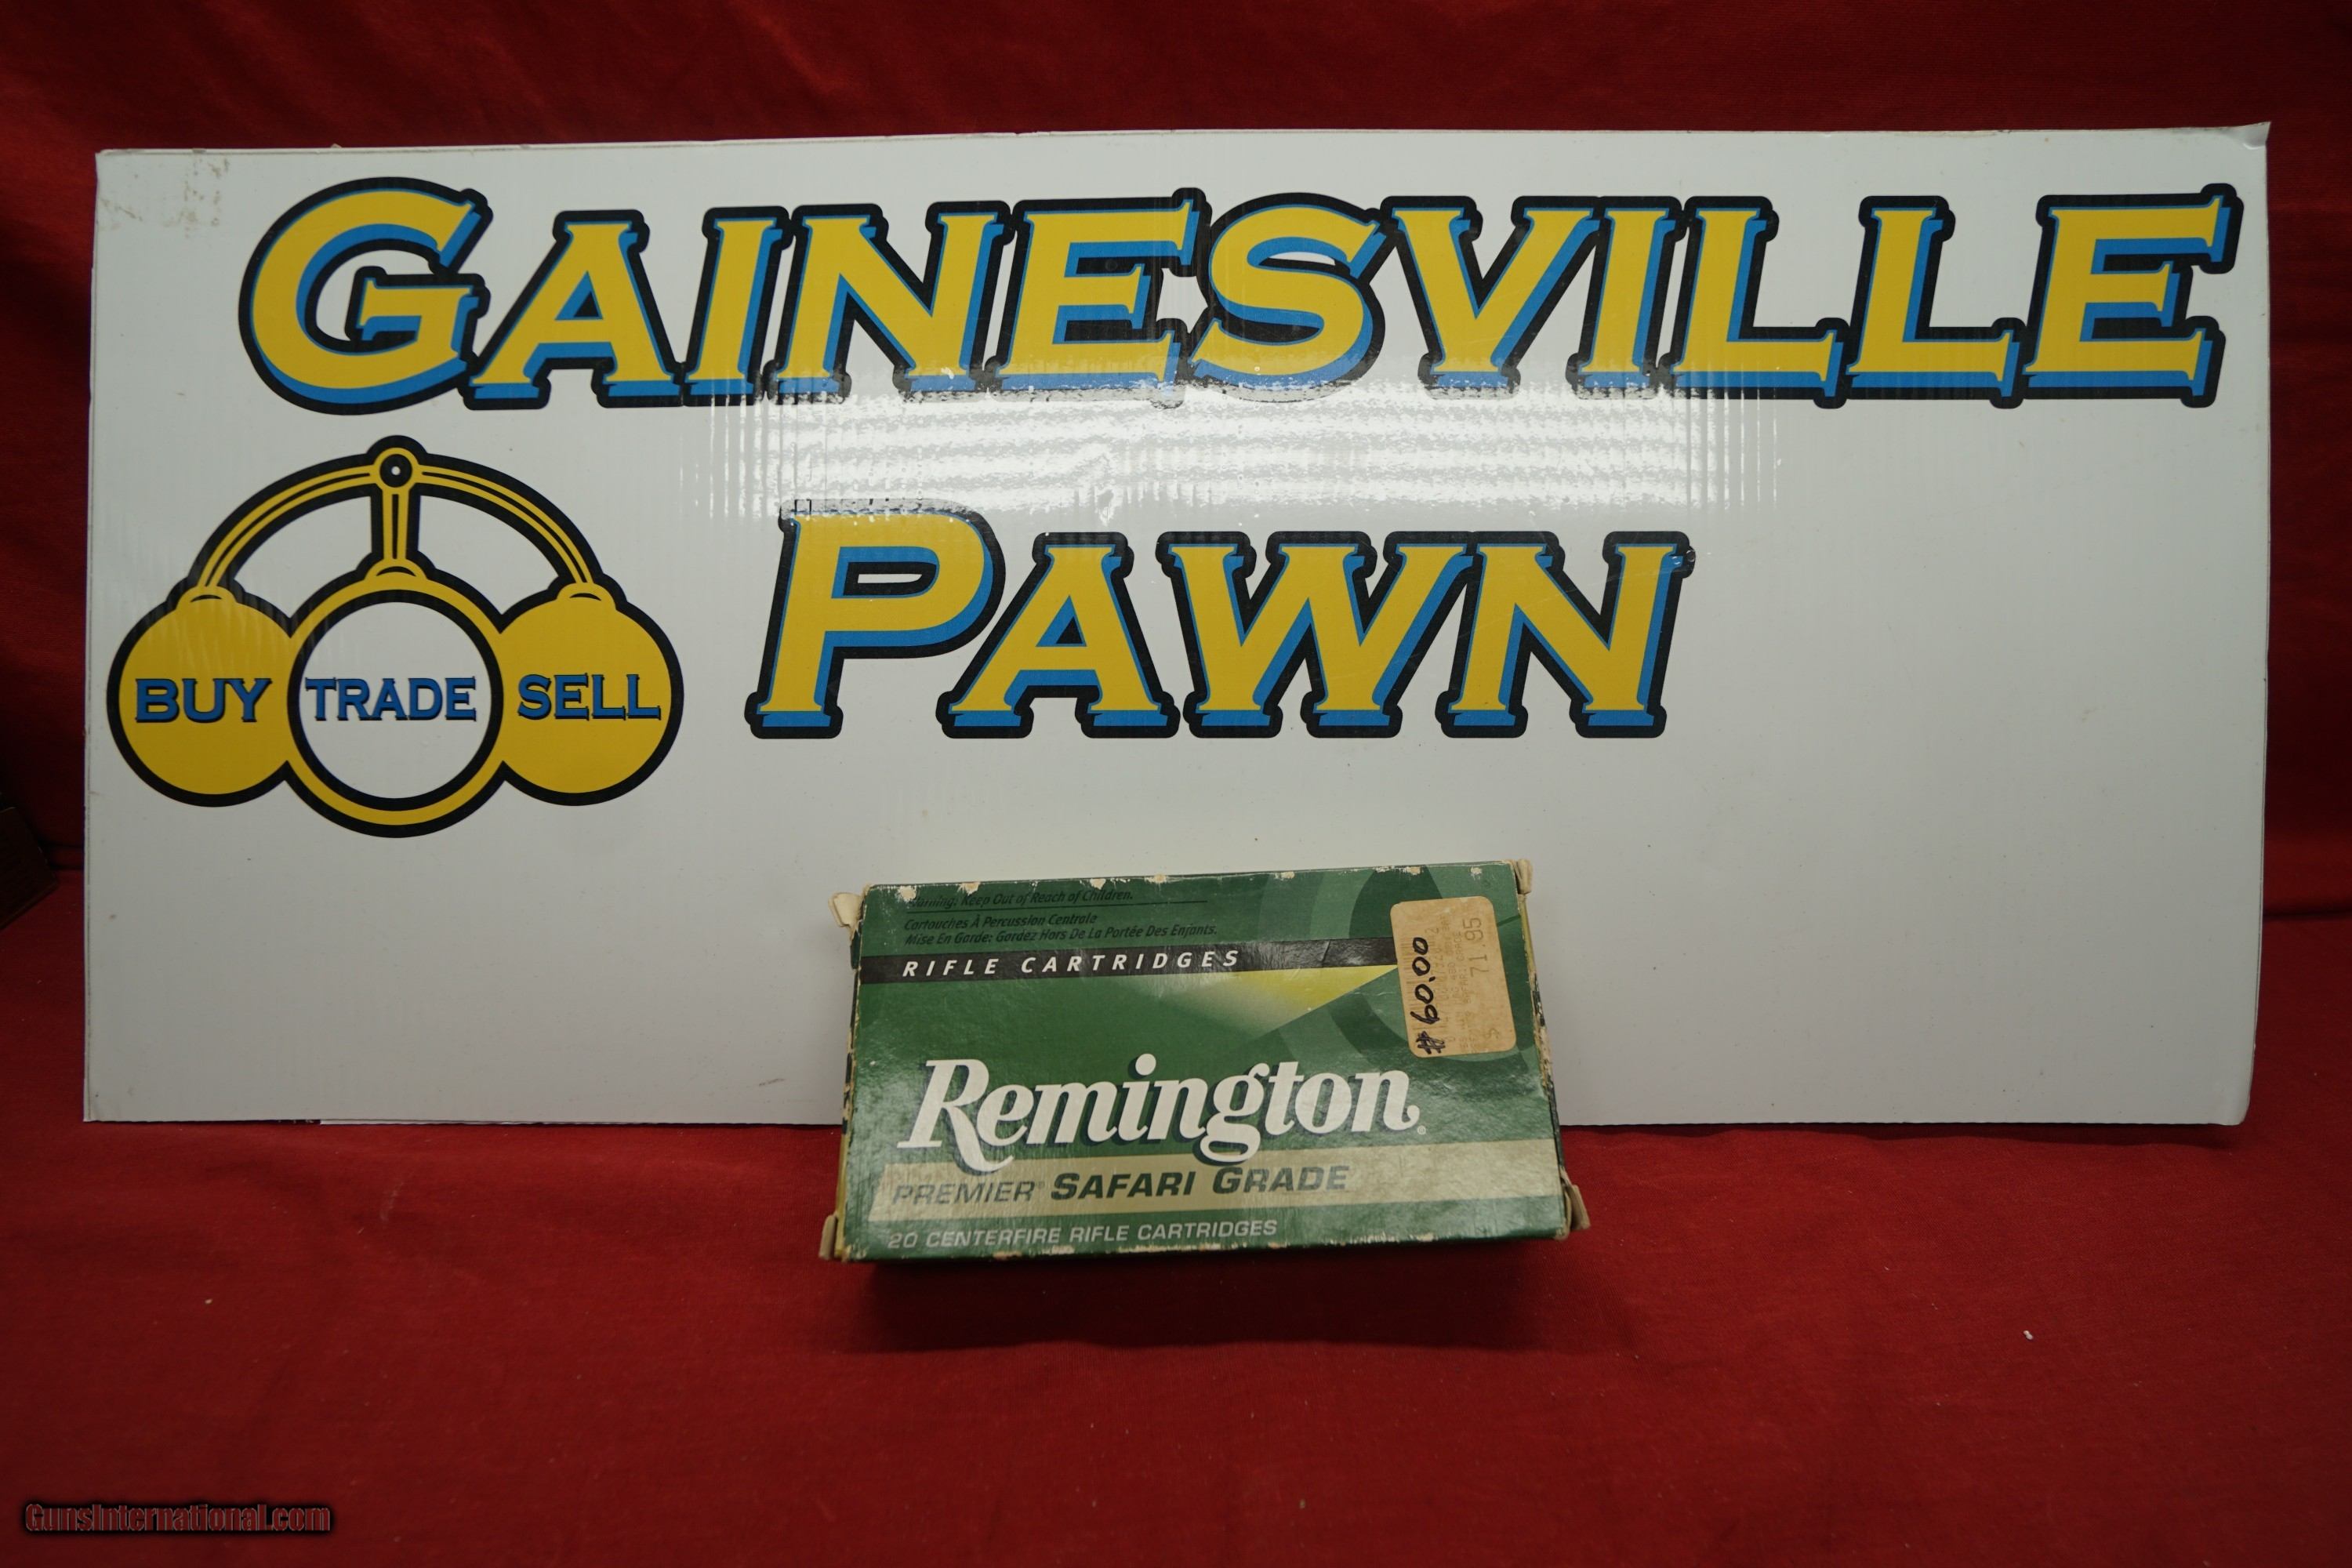 GAINESVILLE
PAWN
BUY TRADE SELL
Warning: Keep Out of Reach of Children.
Cartouches À Percussion Centrale
Mise En Garde: Gardez Hors De La Portée Des Enfants.
RIFLE CARTRIDGES
#60.00
71.95
Remington
PREMIER® SAFARI GRADE
20 CENTERFIRE RIFLE CARTRIDGES
GunsInternational.com